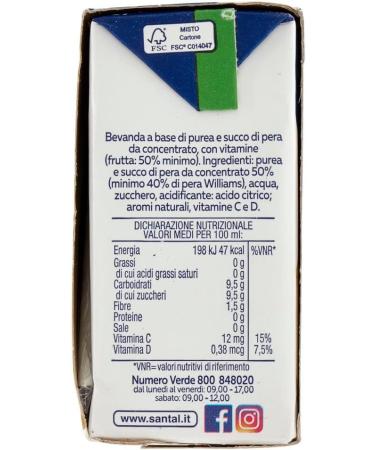 MISTO
Cartone
FSC® C014047
FSC
Bevanda a base di purea e succo di pera
da concentrato, con vitamine
(frutta: 50% minimo). Ingredienti: purea
e succo di pera da concentrato 50%
(minimo 40% di pera Williams), acqua,
zucchero, acidificante: acido citrico;
aromi naturali, vitamine C e D.
DICHIARAZIONE NUTRIZIONALE
VALORI MEDI PER 100 ml:
Energia 198 kJ 47 kcal %VNR*
Grassi 0 g
di cui acidi grassi saturi 0 g
Carboidrati 9,5 g
di cui zuccheri 9,5 g
Fibre 1,5 g
Proteine 0 g
Sale 0 g
Vitamina C 12 mg 15%
Vitamina D 0,38 mcg 7,5%
*VNR= valori nutritivi di riferimento
Numero Verde 800 848020
dal lunedì al venerdì: 09,00 -17,00
sabato: 09,00 -12,00
www.santal.it